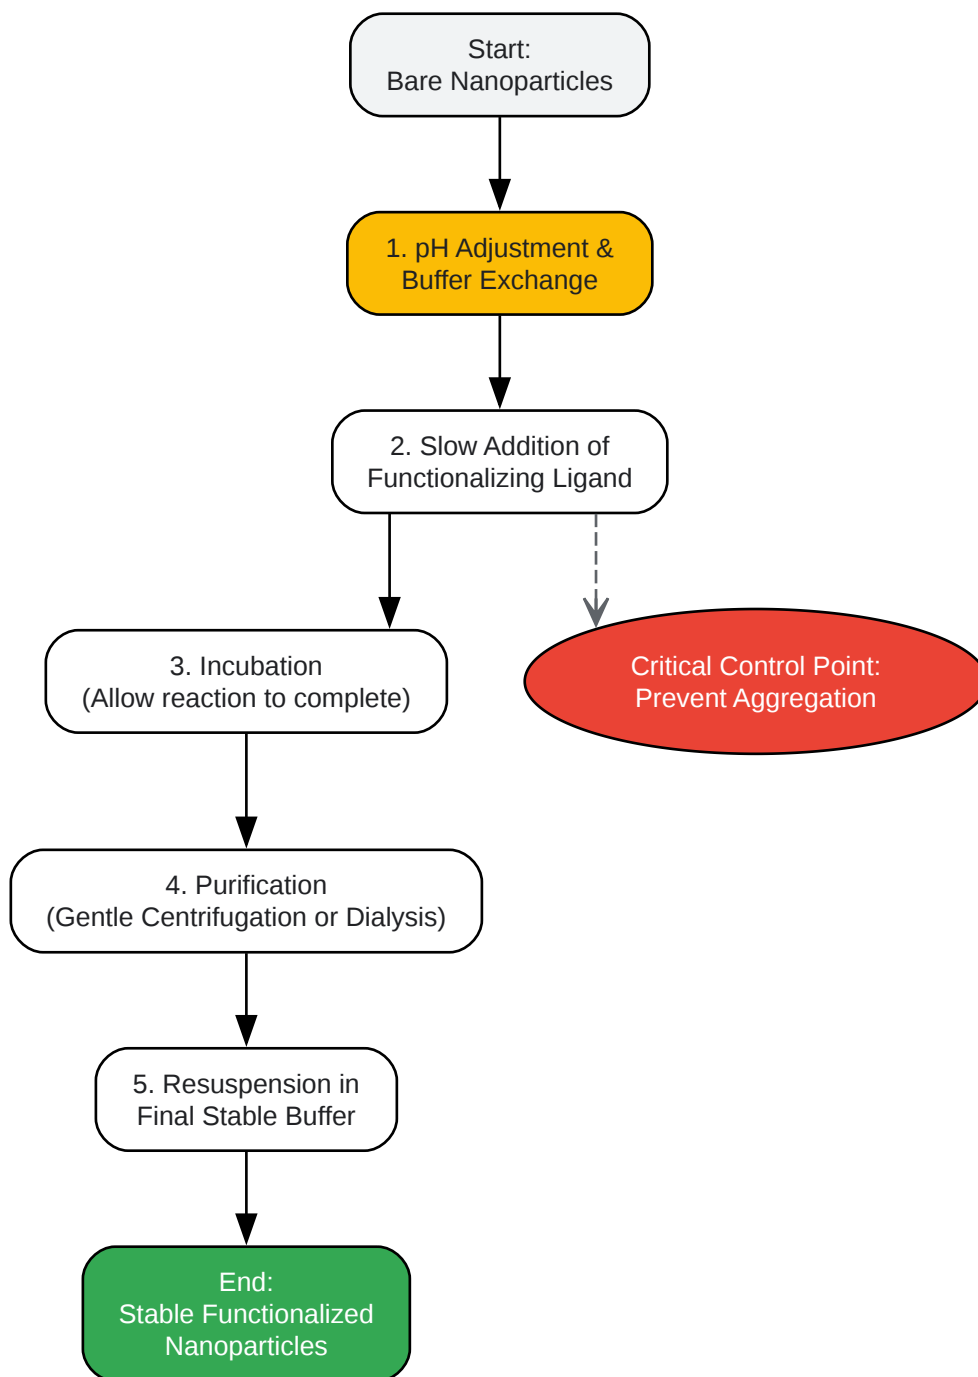 Start:
Bare Nanoparticles
1. pH Adjustment &
Buffer Exchange
2. Slow Addition of
Functionalizing Ligand
3. Incubation
(Allow reaction to complete)
Critical Control Point:
Prevent Aggregation
4. Purification
(Gentle Centrifugation or Dialysis)
5. Resuspension in
Final Stable Buffer
End:
Stable Functionalized
Nanoparticles